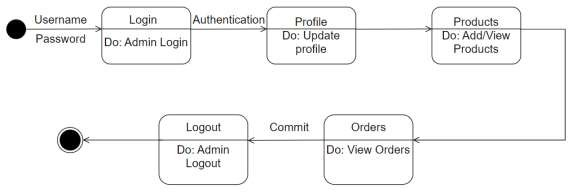 Username
Password
Login
Do: Admin Login
Authentication
Profile
Do: Update
profile
Products
Do: Add/View
Products
Logout
Do: Admin
Logout
Commit
Orders
Do: View Orders